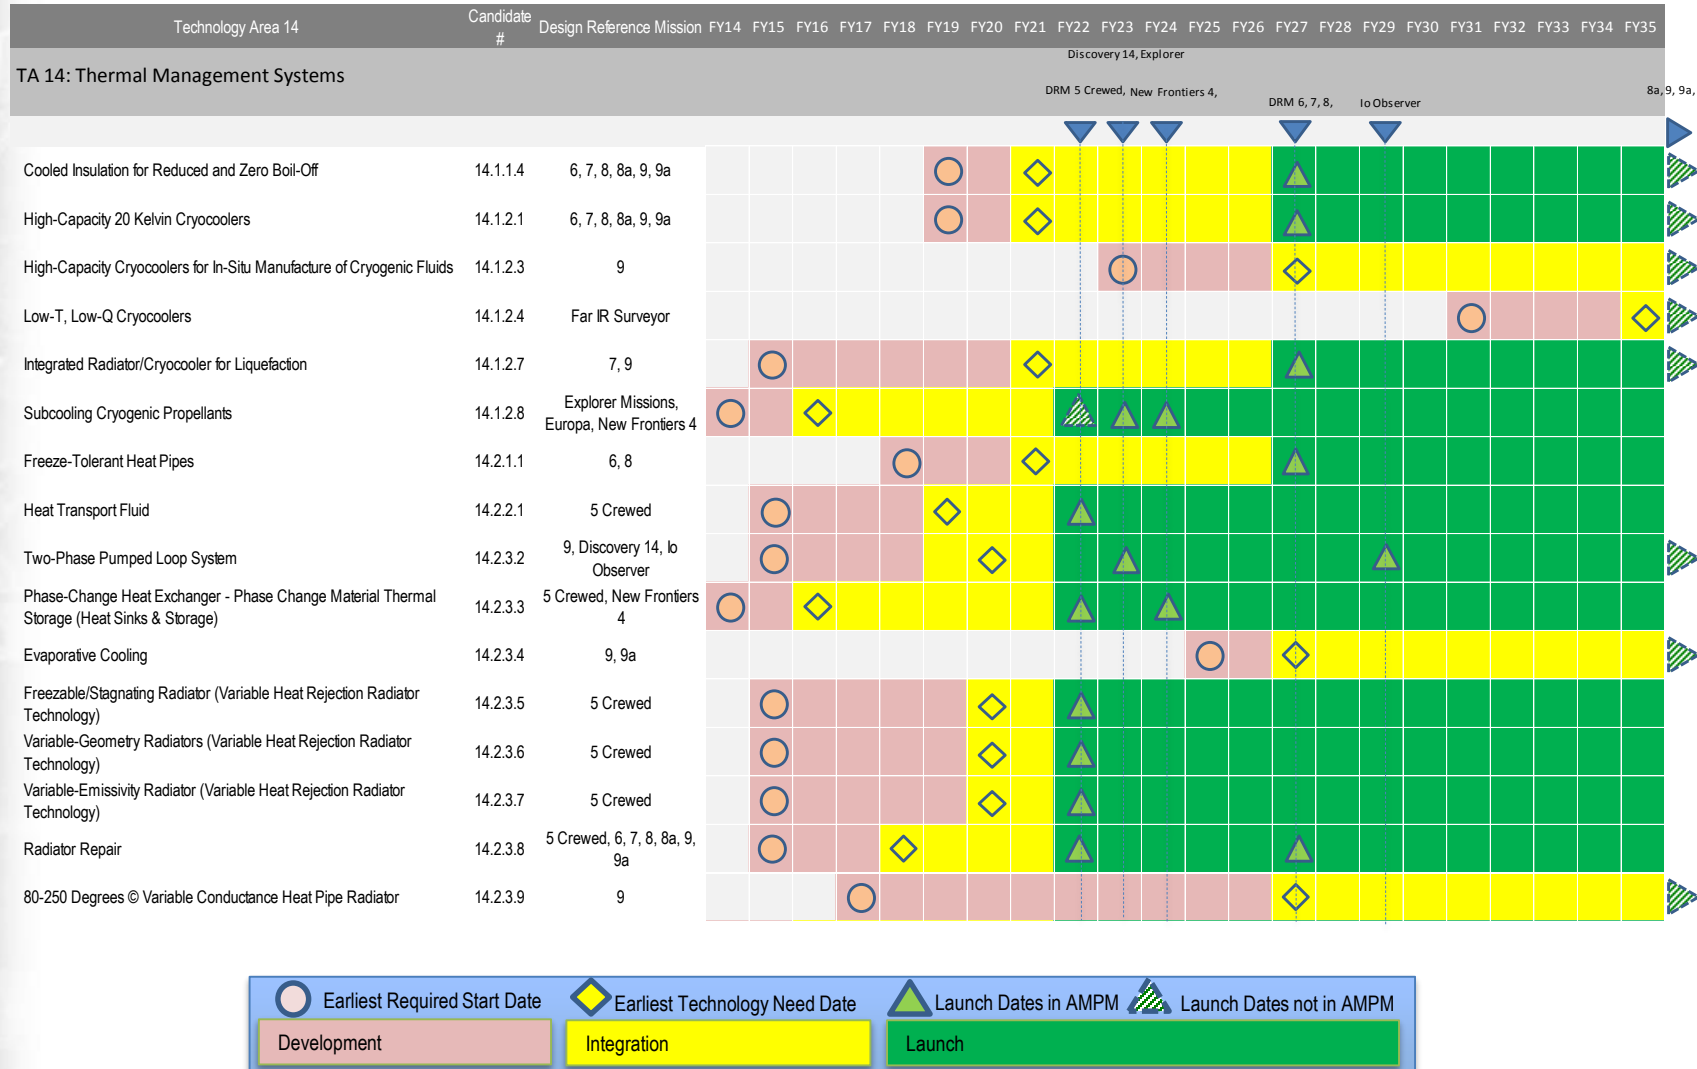 Technology Area 14 Candidate # Design Reference Mission FY14 FY15 FY16 FY17 FY18 FY19 FY20 FY21 FY22 FY23 FY24 FY25 FY26 FY27 FY28 FY29 FY30 FY31 FY32 FY33 FY34 FY35
Discovery 14, Explorer
TA 14: Thermal Management Systems
DRM 5 Crewed, New Frontiers 4,
DRM 6, 7, 8, Io Observer
8a, 9, 9a,
Cooled Insulation for Reduced and Zero Boil-Off 14.1.1.4 6, 7, 8, 8a, 9, 9a
High-Capacity 20 Kelvin Cryocoolers 14.1.2.1 6, 7, 8, 8a, 9, 9a
High-Capacity Cryocoolers for In-Situ Manufacture of Cryogenic Fluids 14.1.2.3 9
Low-T, Low-Q Cryocoolers 14.1.2.4 Far IR Surveyor
Integrated Radiator/Cryocooler for Liquefaction 14.1.2.7 7, 9
Subcooling Cryogenic Propellants 14.1.2.8 Explorer Missions,
Europa, New Frontiers 4
Freeze-Tolerant Heat Pipes 14.2.1.1 6, 8
Heat Transport Fluid 14.2.2.1 5 Crewed
Two-Phase Pumped Loop System 14.2.3.2 9, Discovery 14, Io
Observer
Phase-Change Heat Exchanger - Phase Change Material Thermal
Storage (Heat Sinks & Storage) 14.2.3.3 5 Crewed, New Frontiers
4
Evaporative Cooling 14.2.3.4 9, 9a
Freezable/Stagnating Radiator (Variable Heat Rejection Radiator
Technology) 14.2.3.5 5 Crewed
Variable-Geometry Radiators (Variable Heat Rejection Radiator
Technology) 14.2.3.6 5 Crewed
Variable-Emissivity Radiator (Variable Heat Rejection Radiator
Technology) 14.2.3.7 5 Crewed
Radiator Repair 14.2.3.8 5 Crewed, 6, 7, 8, 8a, 9,
9a
80-250 Degrees © Variable Conductance Heat Pipe Radiator 14.2.3.9 9
Earliest Required Start Date Earliest Technology Need Date Launch Dates in AMPM Launch Dates not in AMPM
Development Integration Launch